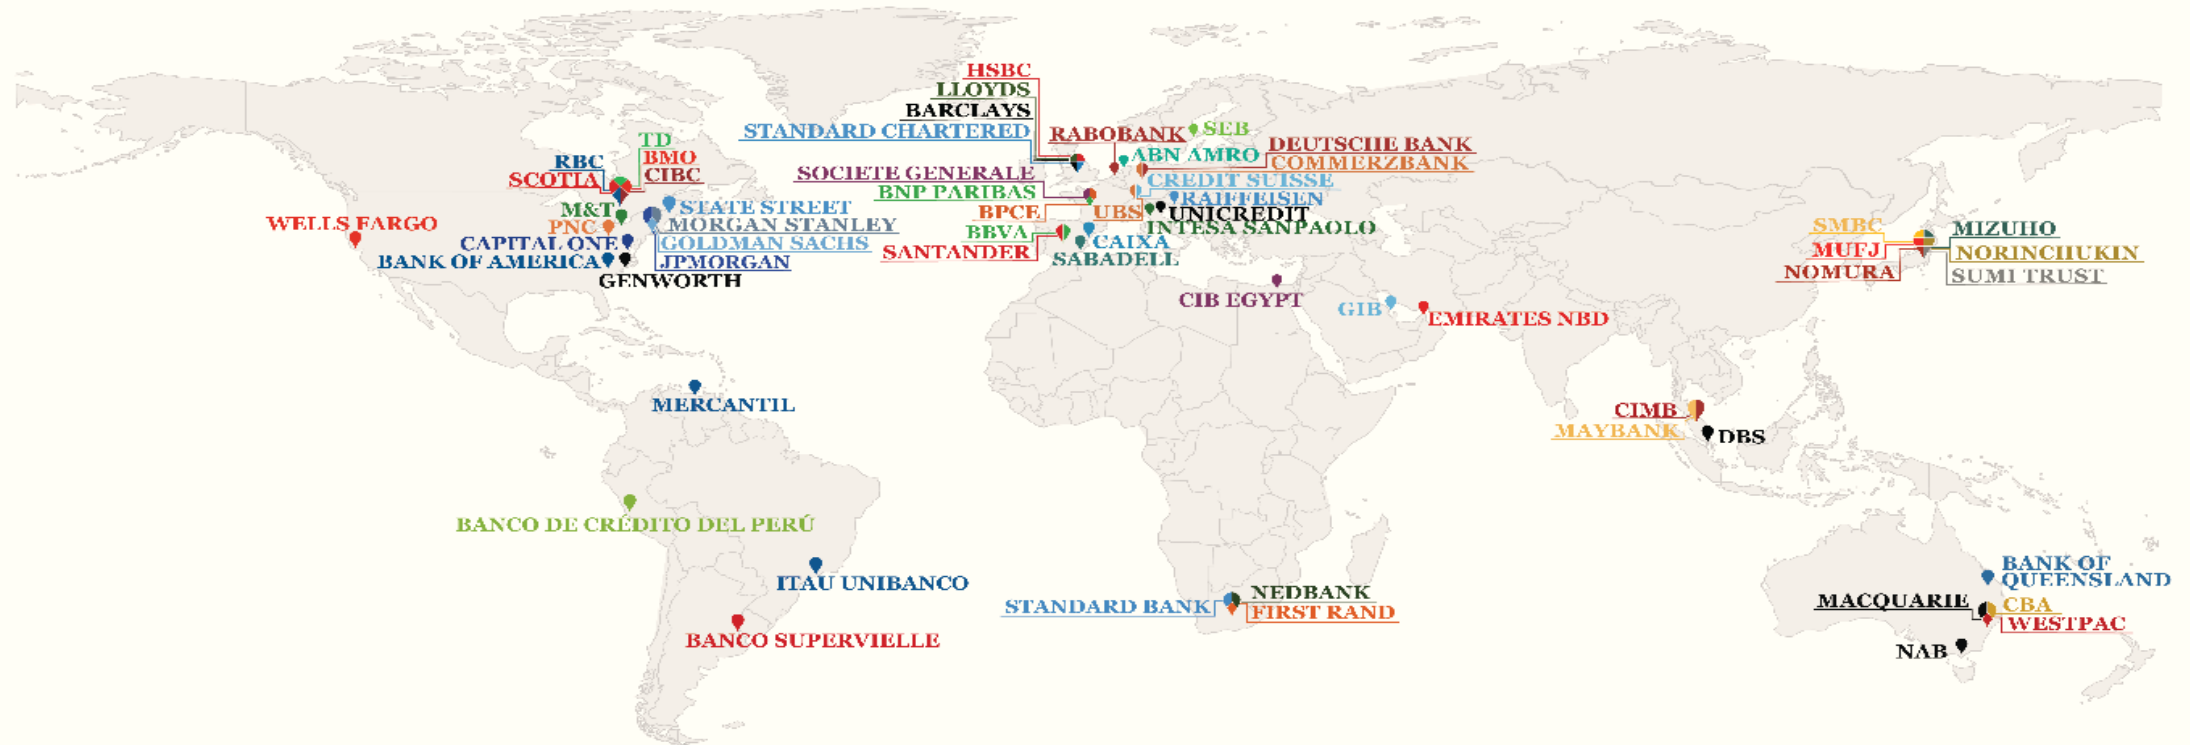 HSBC
LLOYDS
BARCLAYS
STANDARD CHARTERED
RABOBANK
SEB
DEUTSCHE BANK
ABN AMRO
COMMERZBANK
SOCIETE GENERALE
BNP PARIBAS
CREDIT SUISSE
RAIFFEISEN
BPCE
UBS
UNICREDIT
INTESA SANPAOLO
BBVA
SANTANDER
CAIXA
SABADELL
TD
RBC
BMO
SCOTIA
CIBC
M&T
STATE STREET
PNC
MORGAN STANLEY
WELLS FARGO
CAPITAL ONE
GOLDMAN SACHS
BANK OF AMERICA
JPMORGAN
GENWORTH
SMBC
MIZUHO
MUFJ
NORINCHUKIN
NOMURA
SUMI TRUST
CIB EGYPT
GIB
EMIRATES NBD
MERCANTIL
CIMB
MAYBANK
DBS
BANCO DE CRÉDITO DEL PERÚ
ITAU UNIBANCO
BANCO SUPERVIELLE
STANDARD BANK
NEDBANK
FIRST RAND
BANK OF
QUEENSLAND
MACQUARIE
CBA
WESTPAC
NAB